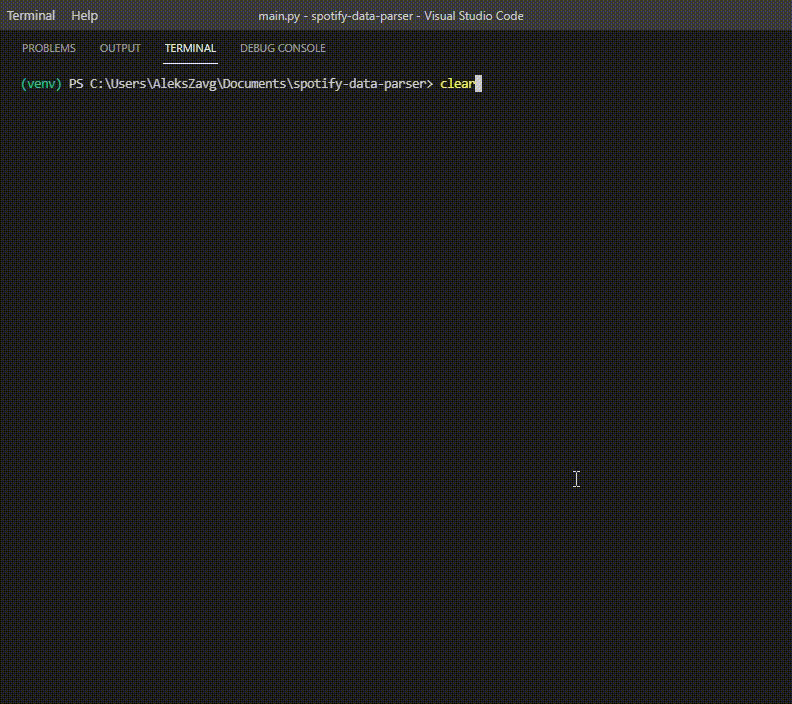 Terminal Help main.py - spotify-data-parser - Visual Studio Code
PROBLEMS OUTPUT TERMINAL DEBUG CONSOLE
(venv) PS C:\Users\AleksZavg\Documents\spotify-data-parser> clear